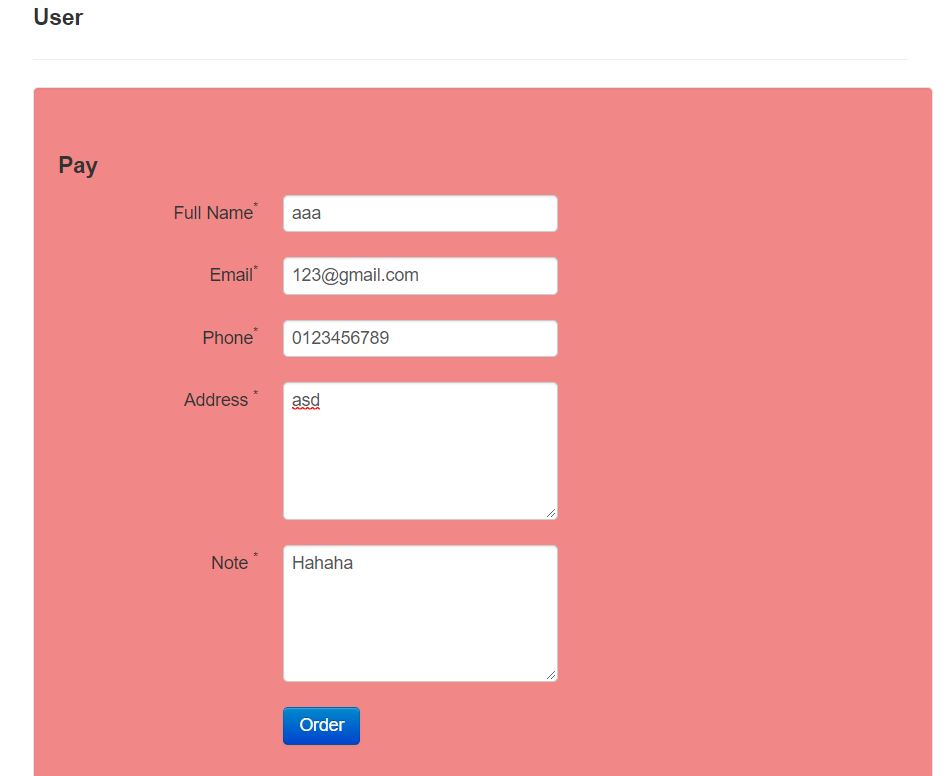 User
Pay
Full Name* aaa
Email* 123@gmail.com
Phone* 0123456789
Address * asd
Note * Hahaha
Order